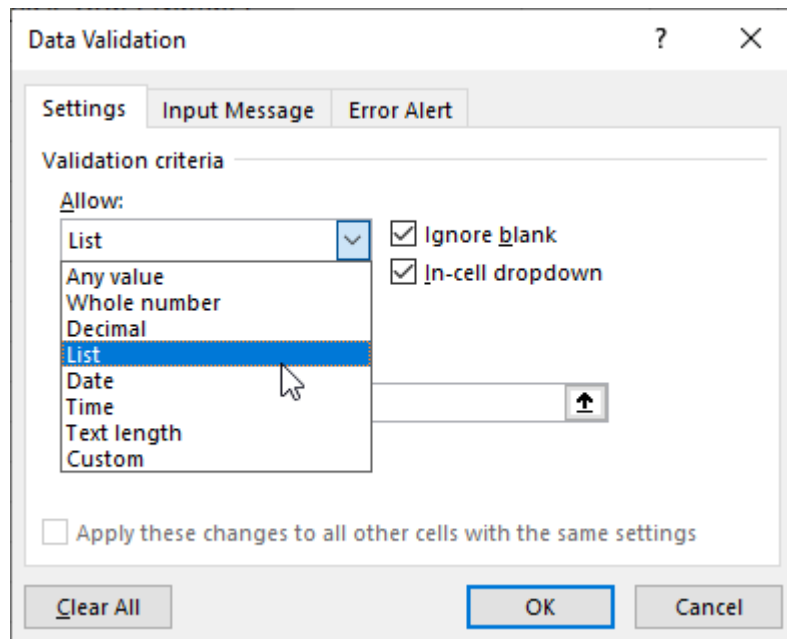 Data Validation ?
Settings Input Message Error Alert
Validation criteria
Allow:
List
Ignore blank
In-cell dropdown
Any value
Whole number
Decimal
List
Date
Time
Text length
Custom
Apply these changes to all other cells with the same settings
Clear All OK Cancel